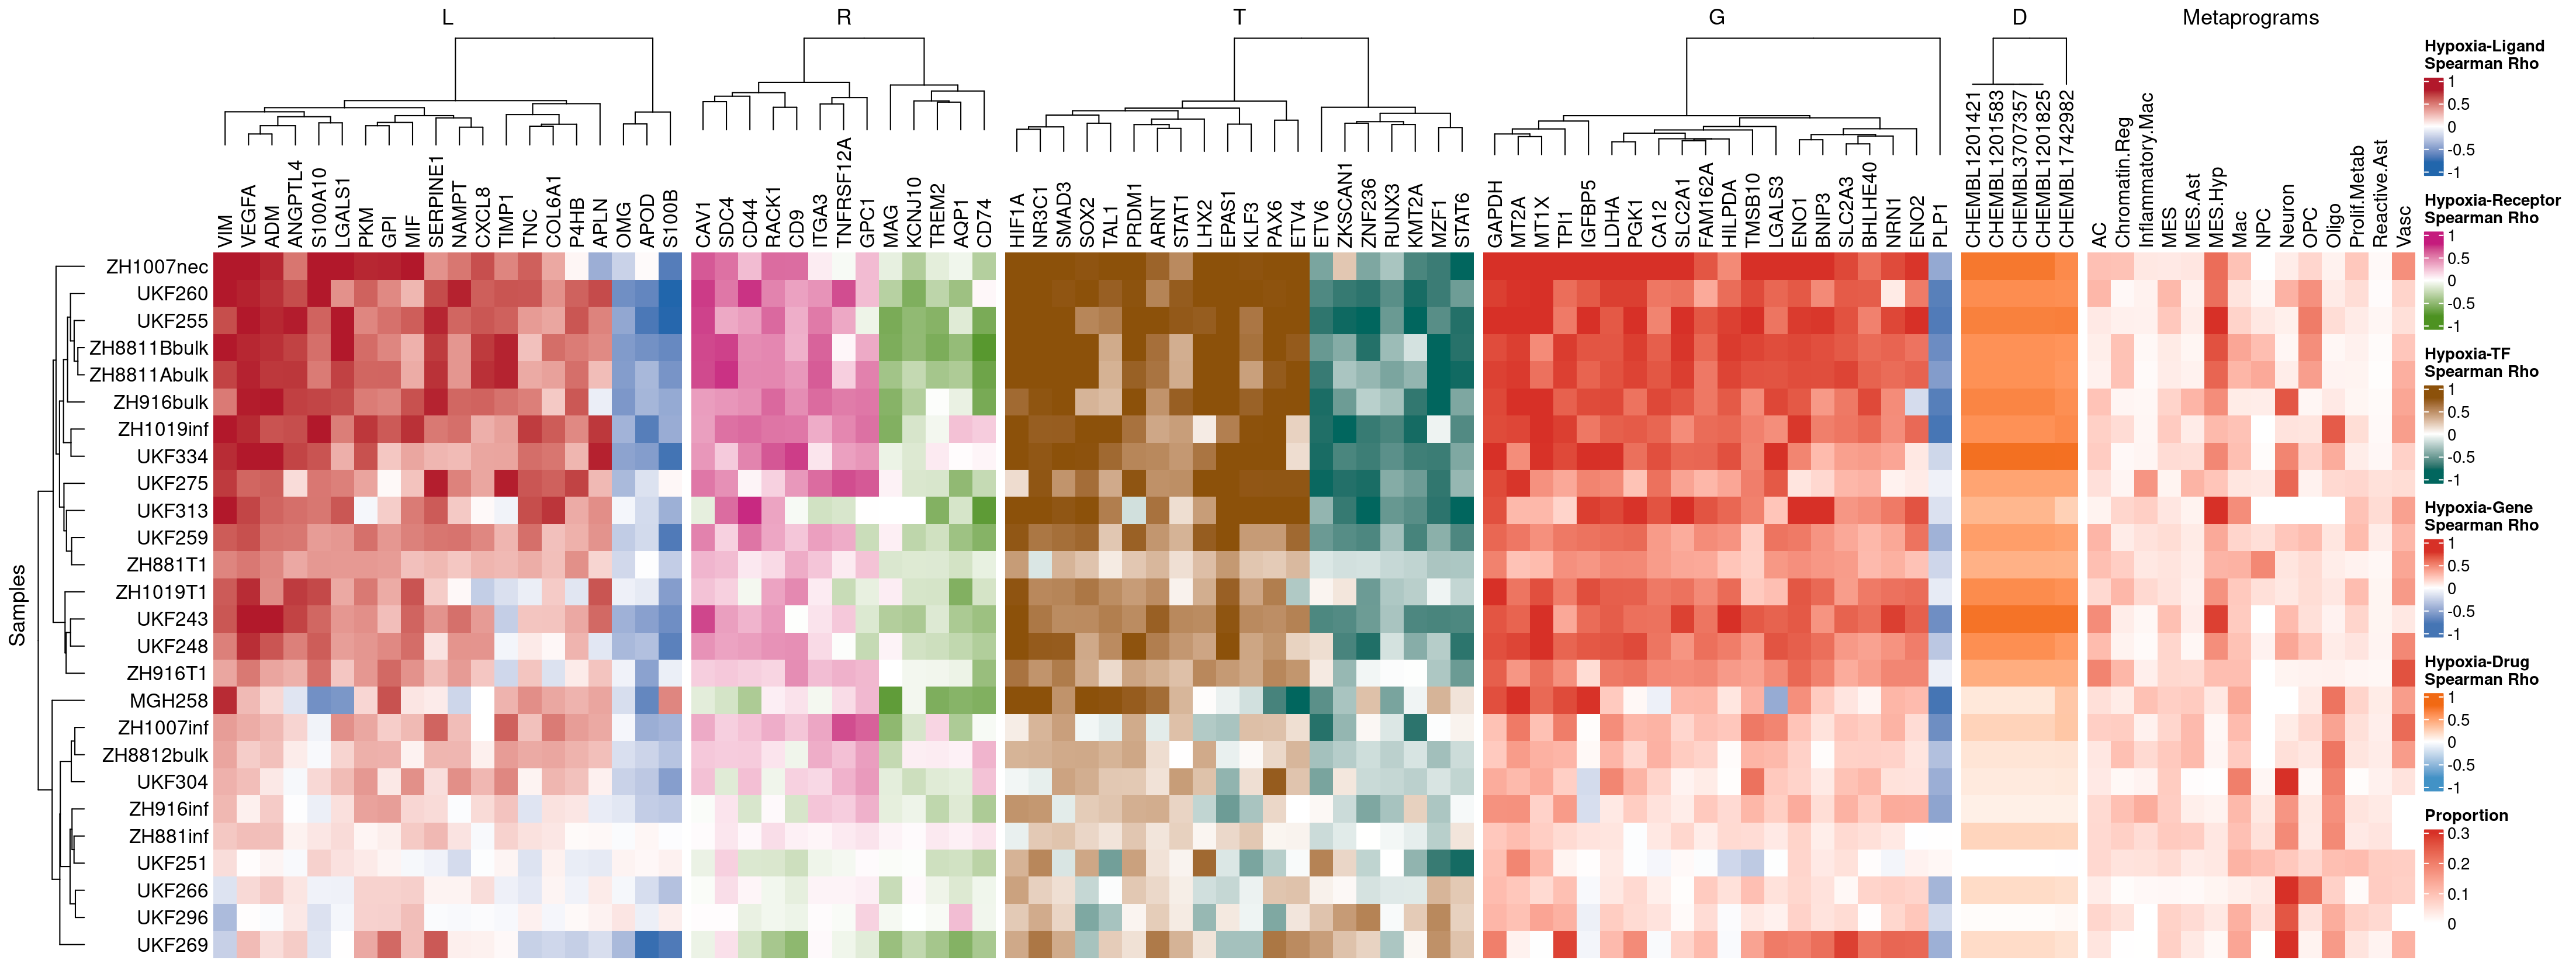 L
R
T
G
D
Metaprograms
VIM
VEGFA
ADM
ANGPTL4
S100A10
LGALS1
PKM
GPI
MIF
SERPINE1
NAMPT
CXCL8
TIMP1
TNC
COL6A1
P4HB
APLN
OMG
APOD
S100B
CAV1
SDC4
CD44
RACK1
CD9
ITGA3
TNFRSF12A
GPC1
MAG
KCNJ10
TREM2
AQP1
CD74
HIF1A
NR3C1
SMAD3
SOX2
TAL1
PRDM1
ARNT
STAT1
LHX2
EPAS1
KLF3
PAX6
ETV4
ETV6
ZKSCAN1
ZNF236
RUNX3
KMT2A
MZF1
STAT6
GAPDH
MT2A
MT1X
TPI1
IGFBP5
LDHA
PGK1
CA12
SLC2A1
FAM162A
HILPDA
TMSB10
LGALS3
ENO1
BNIP3
SLC2A3
BHLHE40
NRN1
ENO2
PLP1
CHEMBL1201421
CHEMBL1201583
CHEMBL3707357
CHEMBL1201825
CHEMBL1742982
AC
Chromatin.Reg
Inflammatory.Mac
MES
MES.Ast
MES.Hyp
Mac
NPC
Neuron
OPC
Oligo
Prolif.Metab
Reactive.Ast
Vasc
Samples
ZH1007nec
UKF260
UKF255
ZH8811Bbulk
ZH8811Abulk
ZH916bulk
ZH1019inf
UKF334
UKF275
UKF313
UKF259
ZH881T1
ZH1019T1
UKF243
UKF248
ZH916T1
MGH258
ZH1007inf
ZH8812bulk
UKF304
ZH916inf
ZH881inf
UKF251
UKF266
UKF296
UKF269
Hypoxia-Ligand
Spearman Rho
1
0.5
0
-0.5
-1
Hypoxia-Receptor
Spearman Rho
1
0.5
0
-0.5
-1
Hypoxia-TF
Spearman Rho
1
0.5
0
-0.5
-1
Hypoxia-Gene
Spearman Rho
1
0.5
0
-0.5
-1
Hypoxia-Drug
Spearman Rho
1
0.5
0
-0.5
-1
Proportion
0.3
0.2
0.1
0